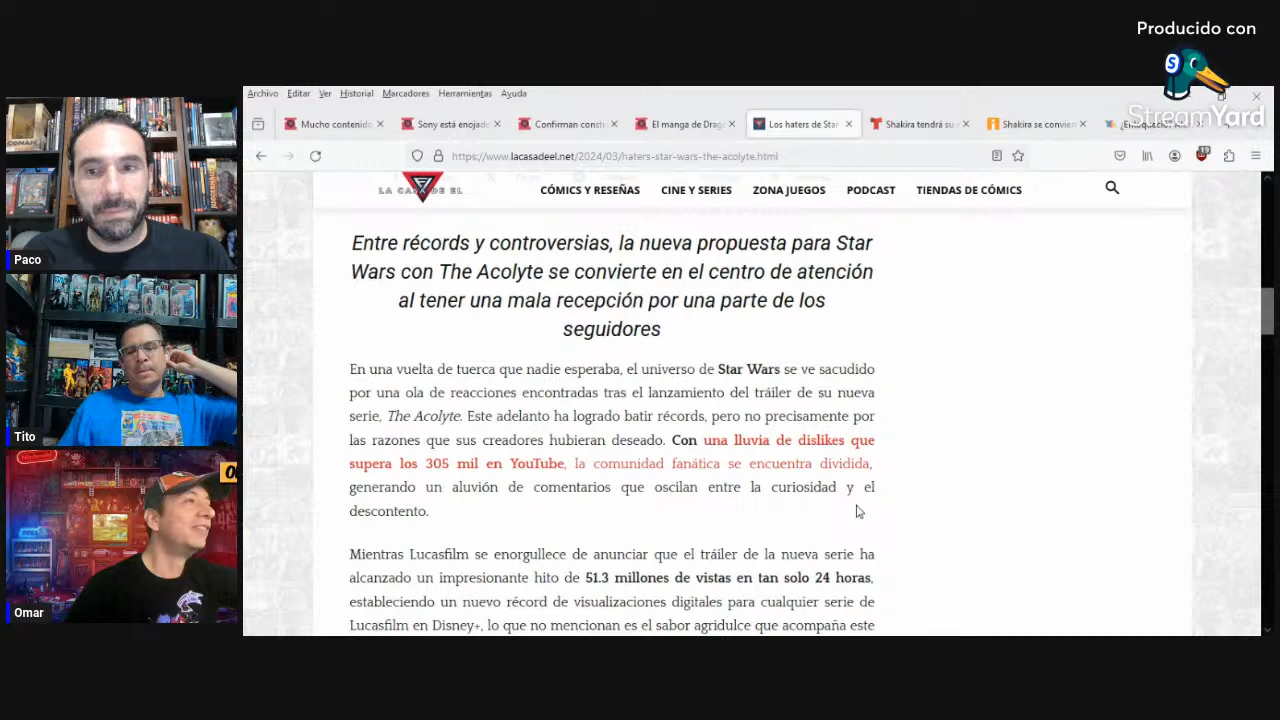 Producido con
StreamYard
Archivo Editar Ver Historial Marcadores Herramientas Ayuda
Mucho contenido
Sony está enojado
Confirman constr
El manga de Drag
Los haters de Star
Shakira tendrá su
Shakira se convier
https://www.lacasadeel.net/2024/03/haters-star-wars-the-acolyte.html
19
LA CASA DE EL
CÓMICS Y RESEÑAS
CINE Y SERIES
ZONA JUEGOS
PODCAST
TIENDAS DE CÓMICS
Entre récords y controversias, la nueva propuesta para Star
Wars con The Acolyte se convierte en el centro de atención
al tener una mala recepción por una parte de los
seguidores
En una vuelta de tuerca que nadie esperaba, el universo de Star Wars se ve sacudido
por una ola de reacciones encontradas tras el lanzamiento del tráiler de su nueva
serie, The Acolyte. Este adelanto ha logrado batir récords, pero no precisamente por
las razones que sus creadores hubieran deseado. Con una lluvia de dislikes que
supera los 305 mil en YouTube, la comunidad fanática se encuentra dividida,
generando un aluvión de comentarios que oscilan entre la curiosidad y el
descontento.
Mientras Lucasfilm se enorgullece de anunciar que el tráiler de la nueva serie ha
alcanzado un impresionante hito de 51.3 millones de vistas en tan solo 24 horas,
estableciendo un nuevo récord de visualizaciones digitales para cualquier serie de
Lucasfilm en Disney+, lo que no mencionan es el sabor agridulce que acompaña este
CONAN
Paco
Tito
Nintendo
SEGA
Omar